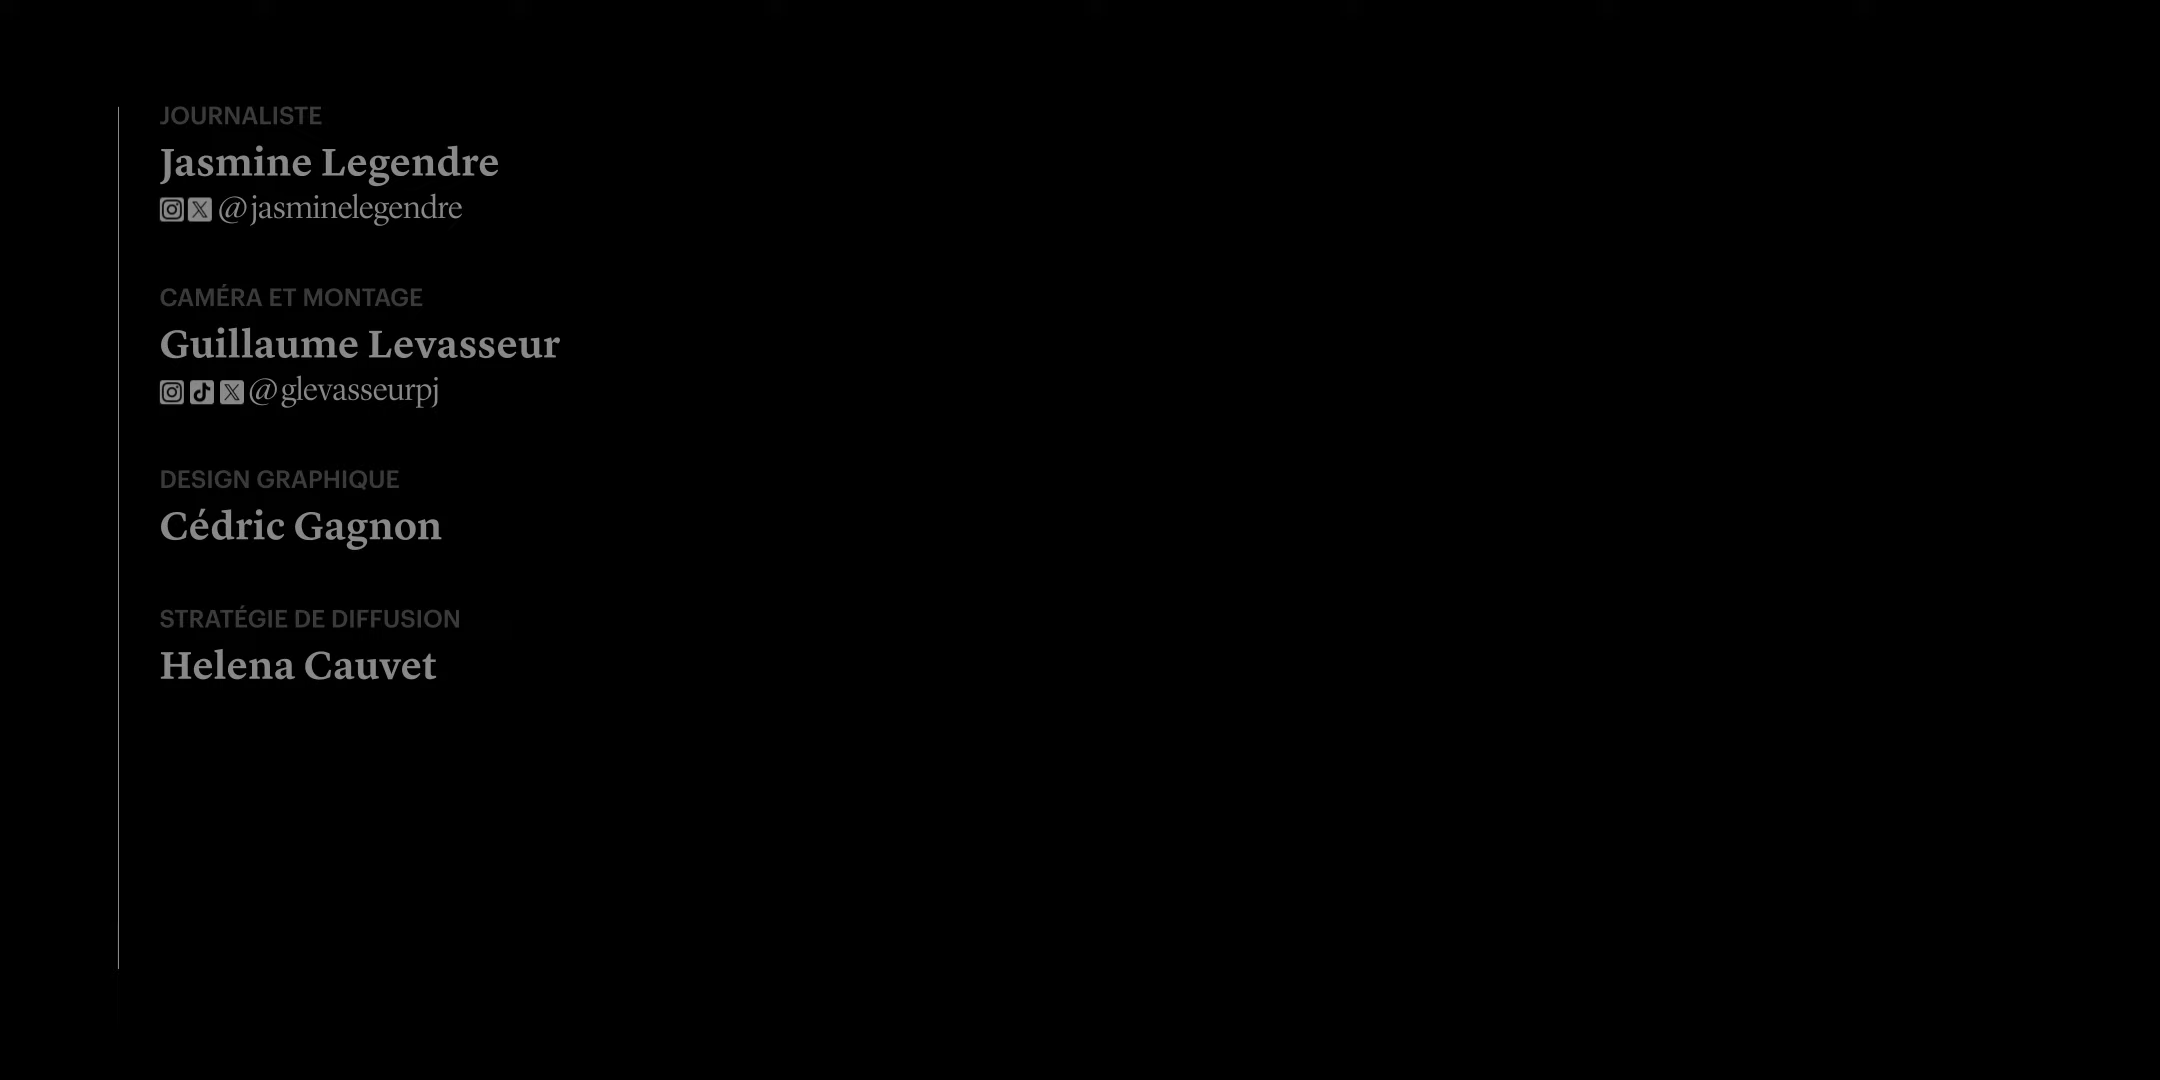 JOURNALISTE
Jasmine Legendre
@jasminelegendre
CAMÉRA ET MONTAGE
Guillaume Levasseur
@glevasseurpj
DESIGN GRAPHIQUE
Cédric Gagnon
STRATÉGIE DE DIFFUSION
Helena Cauvet